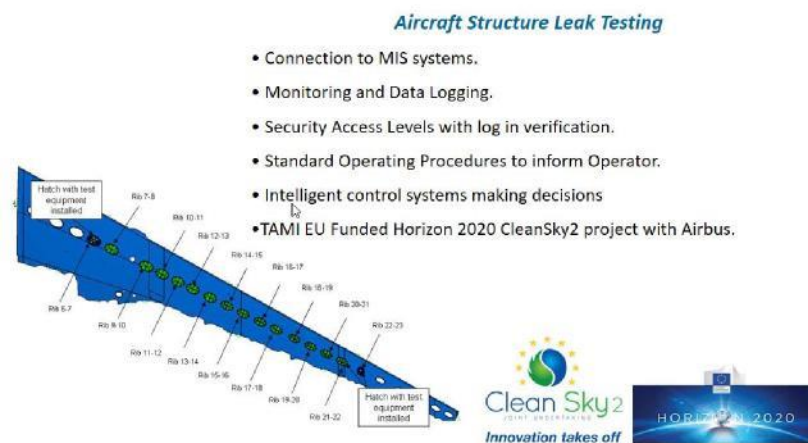 Aircraft Structure Leak Testing
• Connection to MIS systems.
• Monitoring and Data Logging.
• Security Access Levels with log in verification.
• Standard Operating Procedures to inform Operator.
• Intelligent control systems making decisions
•TAMI EU Funded Horizon 2020 CleanSky2 project with Airbus.
Hatch with test
equipment
installed
Rib 7-8
Rib 10-11
Rib 12-13
Rib 14-15
Rib 16-17
Rib 18-19
Rib 20-21
Rib 22-23
Rib 6-7
Rib 9-10
Rib 11-12
Rib 13-14
Rib 15-16
Rib 17-18
Rib 19-20
Rib 21-22
Hatch with test
equipment
installed
Clean Sky2
JOINT UNDERTAKING
Innovation takes off
HORIZON 2020